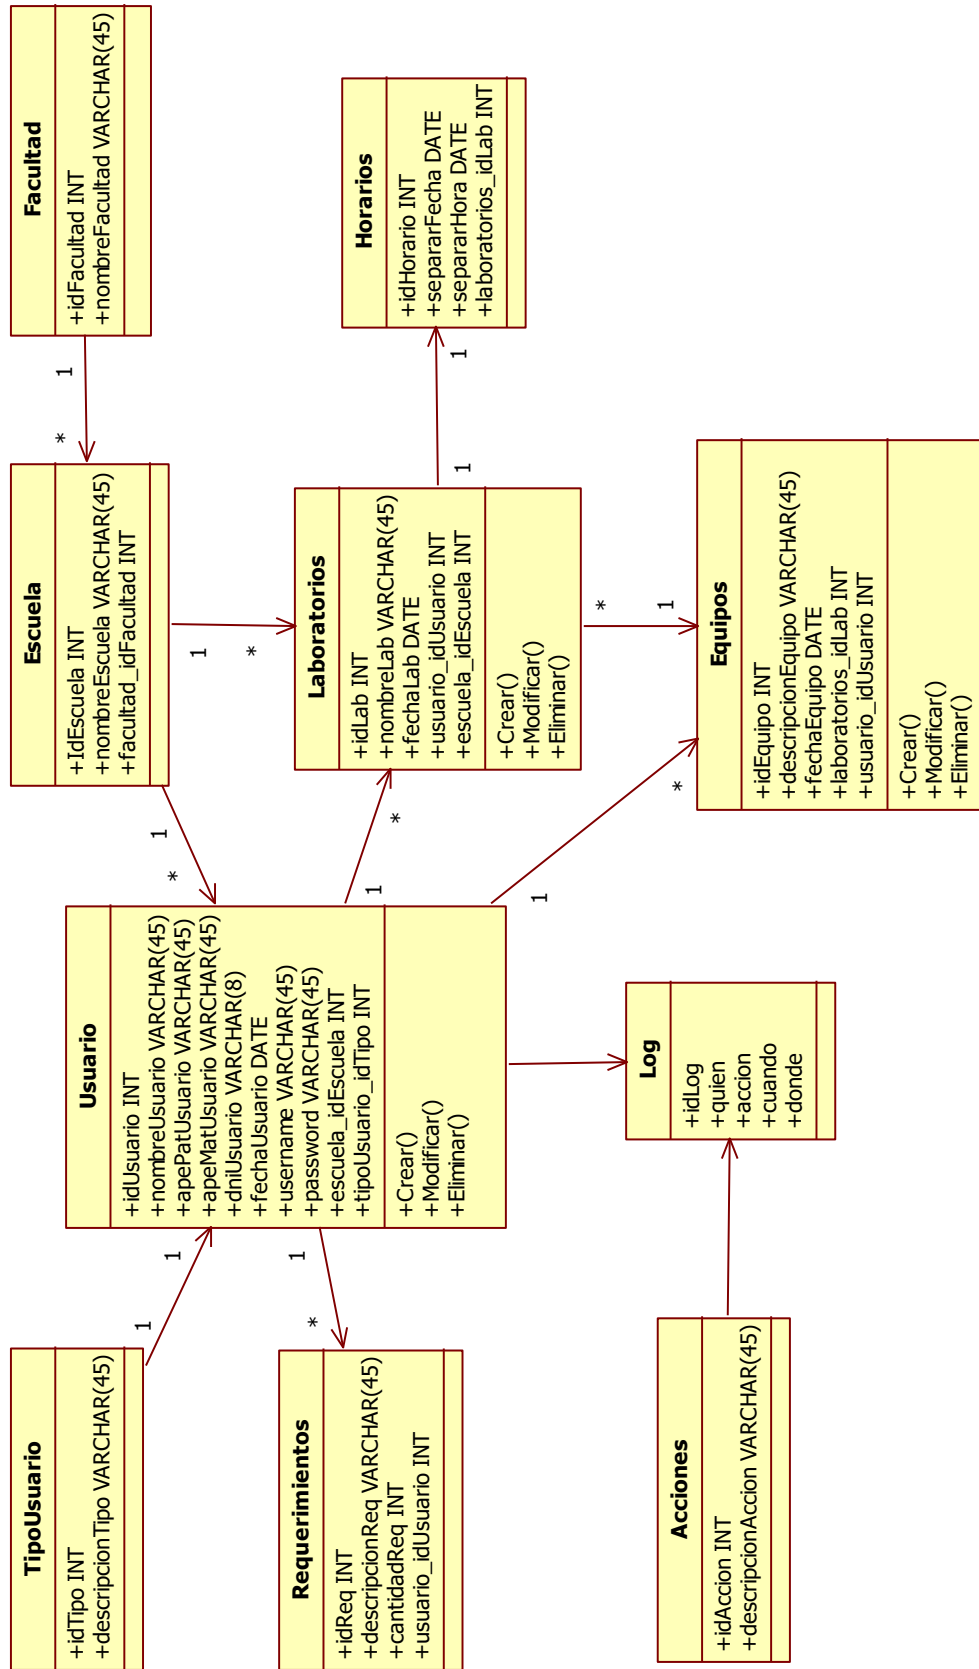 TipoUsuario
+idTipo INT
+descripcionTipo VARCHAR(45)
1
1
Usuario
+idUsuario INT
+nombreUsuario VARCHAR(45)
+apePatUsuario VARCHAR(45)
+apeMatUsuario VARCHAR(45)
+dniUsuario VARCHAR(8)
+fechaUsuario DATE
+username VARCHAR(45)
+password VARCHAR(45)
+escuela_idEscuela INT
+tipoUsuario_idTipo INT
+Crear()
+Modificar()
+Eliminar()
*
1
Escuela
+IdEscuela INT
+nombreEscuela VARCHAR(45)
+facultad_idFacultad INT
*
1
Facultad
+idFacultad INT
+nombreFacultad VARCHAR(45)
1
*
Requerimientos
+idReq INT
+descripcionReq VARCHAR(45)
+cantidadReq INT
+usuario_idUsuario INT
*
1
1
*
Laboratorios
+idLab INT
+nombreLab VARCHAR(45)
+fechaLab DATE
+usuario_idUsuario INT
+escuela_idEscuela INT
+Crear()
+Modificar()
+Eliminar()
1
1
Horarios
+idHorario INT
+separarFecha DATE
+separarHora DATE
+laboratorios_idLab INT
1
*
*
1
Acciones
+idAccion INT
+descripcionAccion VARCHAR(45)
Log
+idLog
+quien
+accion
+cuando
+donde
Equipos
+idEquipo INT
+descripcionEquipo VARCHAR(45)
+fechaEquipo DATE
+laboratorios_idLab INT
+usuario_idUsuario INT
+Crear()
+Modificar()
+Eliminar()